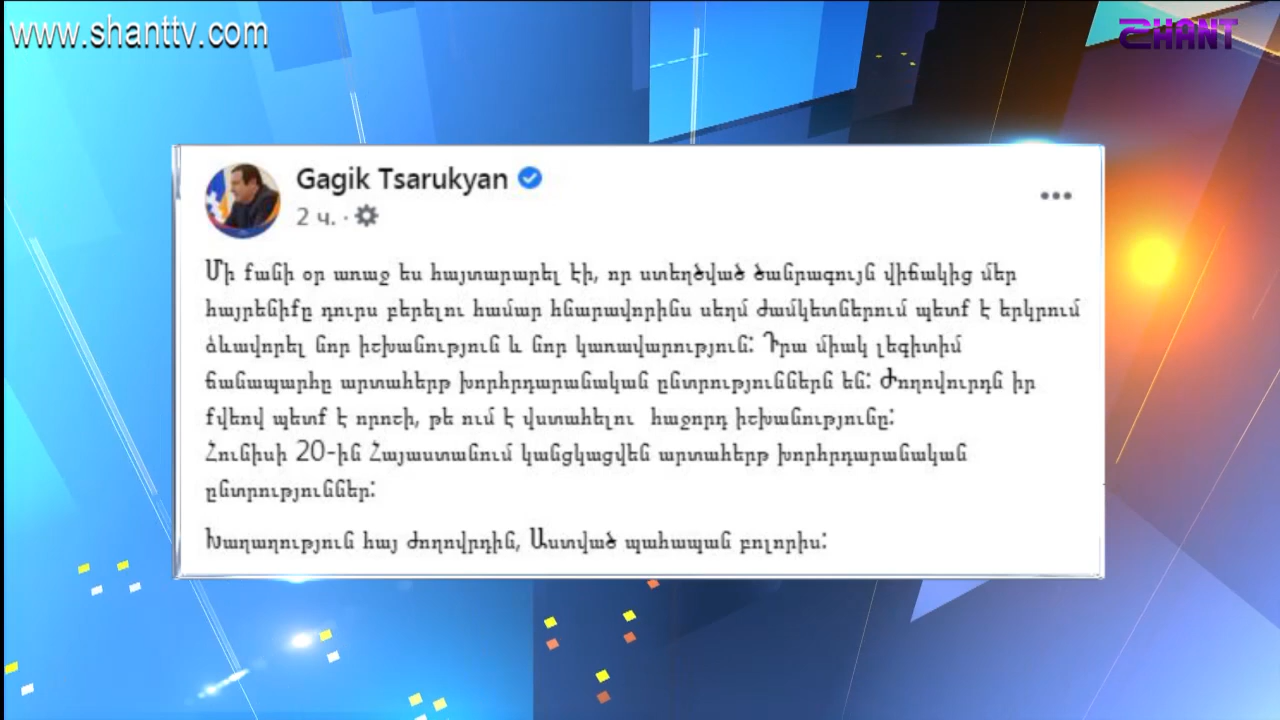 www.shanttv.com
SHANT
Gagik Tsarukyan
2 ч. ·
Մի քանի օր առաջ ես հայտարարել էի, որ ստեղծված ծանրագույն վիճակից մեր
հայրենիքը դուրս բերելու համար հնարավորինս սեղմ ժամկետներում պետք է երկրում
ձևավորել նոր իշխանություն և նոր կառավարություն: Դրա միակ լեգիտիմ
ճանապարհը արտահերթ խորհրդարանական ընտրություններն են: Ժողովուրդն իր
քվեով պետք է որոշի, թե ում է վստահելու հաջորդ իշխանությունը:
Հունիսի 20-ին Հայաստանում կանցկացվեն արտահերթ խորհրդարանական
ընտրություններ:
Խաղաղություն հայ ժողովրդին, Աստված պահապան բոլորիս: